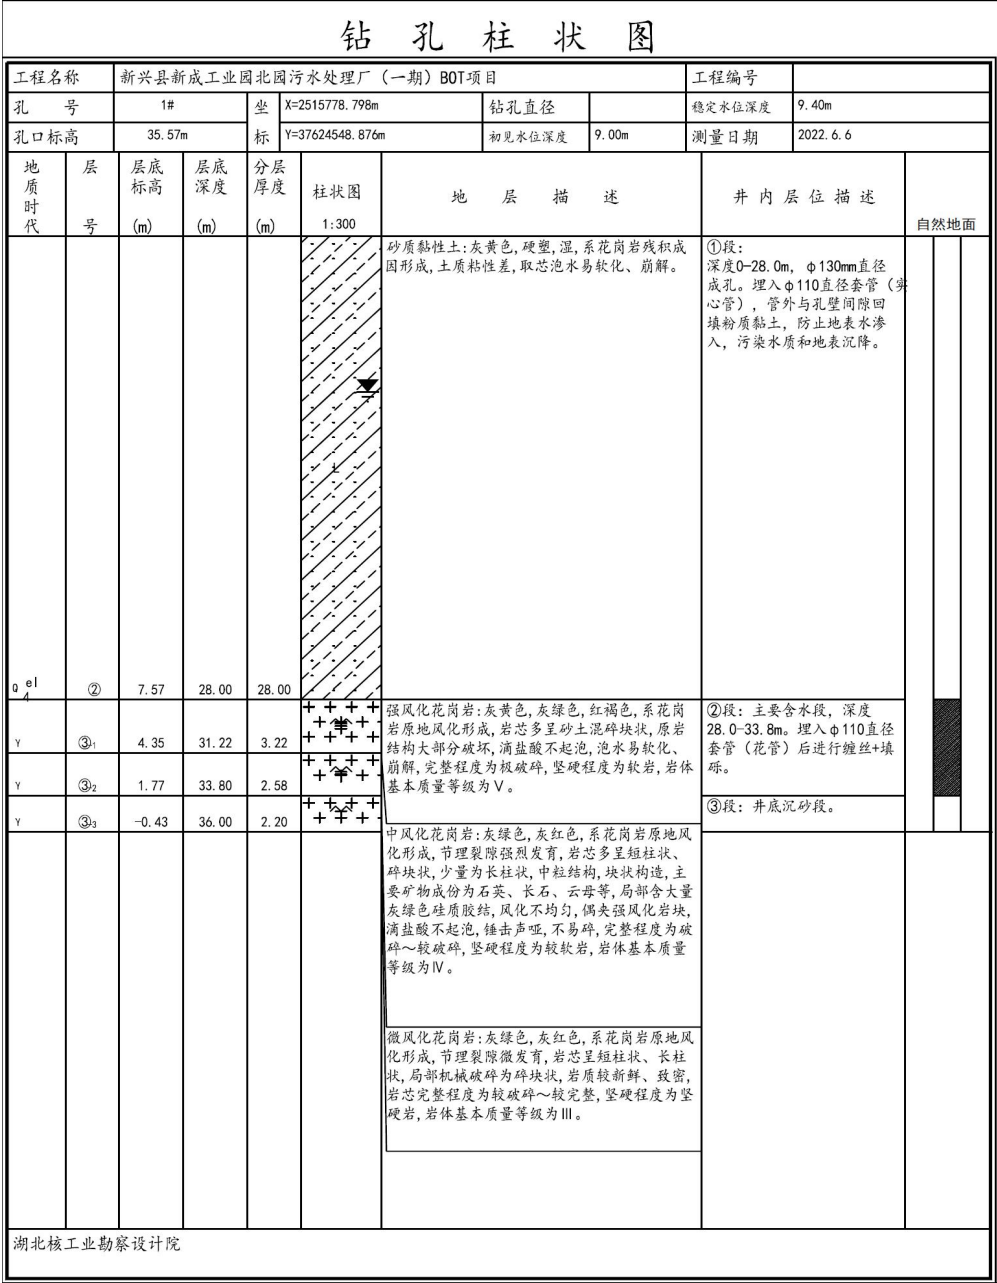 钻孔柱状图
工程名称 新兴县新成工业园北园污水处理厂（一期）BOT项目 工程编号
孔号 1# 坐标 X=2515778.798m 钻孔直径 稳定水位深度 9.40m
孔口标高 35.57m Y=37624548.876m 初见水位深度 9.00m 测量日期 2022.6.6
地质时代 层号 层底标高(m) 层底深度(m) 分层厚度(m) 柱状图 1:300 地层描述 井内层位描述 自然地面
砂质黏性土:灰黄色,硬塑,湿,系花岗岩残积成
因形成,土质粘性差,取芯泡水易软化、崩解。
①段:
深度0-28.0m, φ130mm直径
成孔。埋入φ110直径套管（实
心管）, 管外与孔壁间隙回
填粉质黏土, 防止地表水渗
入, 污染水质和地表沉降。
Q el 4 ② 7.57 28.00 28.00
γ ③1 4.35 31.22 3.22
γ ③2 1.77 33.80 2.58
γ ③3 -0.43 36.00 2.20
强风化花岗岩:灰黄色,灰绿色,红褐色,系花岗
岩原地风化形成,岩芯多呈砂土混碎块状,原岩
结构大部分破坏,滴盐酸不起泡,泡水易软化、
崩解,完整程度为极破碎,坚硬程度为软岩,岩体
基本质量等级为Ⅴ。
②段: 主要含水段, 深度
28.0-33.8m。埋入φ110直径
套管（花管）后进行缠丝+填
砾。
③段: 井底沉砂段。
中风化花岗岩:灰绿色,灰红色,系花岗岩原地风
化形成,节理裂隙强烈发育,岩芯多呈短柱状、
碎块状,少量为长柱状,中粒结构,块状构造,主
要矿物成份为石英、长石、云母等,局部含大量
灰绿色硅质胶结,风化不均匀,偶夹强风化岩块,
滴盐酸不起泡,锤击声哑,不易碎,完整程度为破
碎～较破碎,坚硬程度为较软岩,岩体基本质量
等级为Ⅳ。
微风化花岗岩:灰绿色,灰红色,系花岗岩原地风
化形成,节理裂隙微发育,岩芯呈短柱状、长柱
状,局部机械破碎为碎块状,岩质较新鲜、致密,
岩芯完整程度为较破碎～较完整,坚硬程度为坚
硬岩,岩体基本质量等级为Ⅲ。
湖北核工业勘察设计院